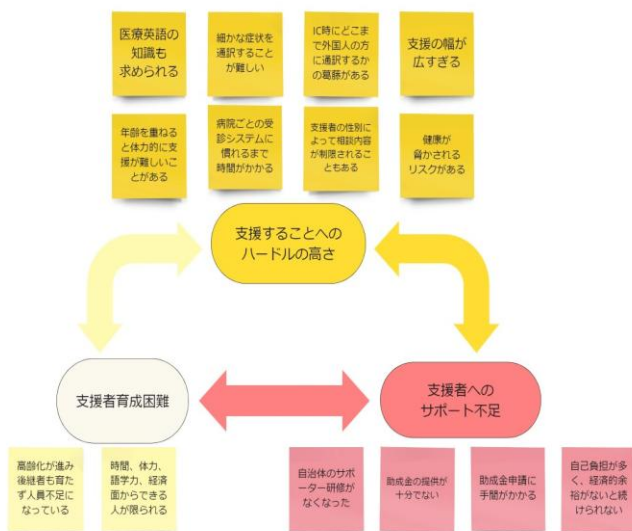 医療英語の
知識も
求められる
細かな症状を
通訳すること
が難しい
IC時にどこま
で外国人の方
に通訳するか
の葛藤がある
支援の幅が
広すぎる
年齢を重ねる
と体力的に支
援が難しいこ
とがある
病院ごとの受
診システムに
慣れるまで
時間がかかる
支援者の性別に
よって相談内容
が制限されるこ
ともある
健康が
脅かされる
リスクがある
支援することへの
ハードルの高さ
支援者育成困難
支援者への
サポート不足
高齢化が進み
後継者も育た
ず人員不足に
なっている
時間、体力、
語学力、経済
面からできる
人が限られる
自治体のサポ
ーター研修が
なくなった
助成金の提供が
十分でない
助成金申請に
手間がかかる
自己負担が多
く、経済的余
裕がないと続
けられない